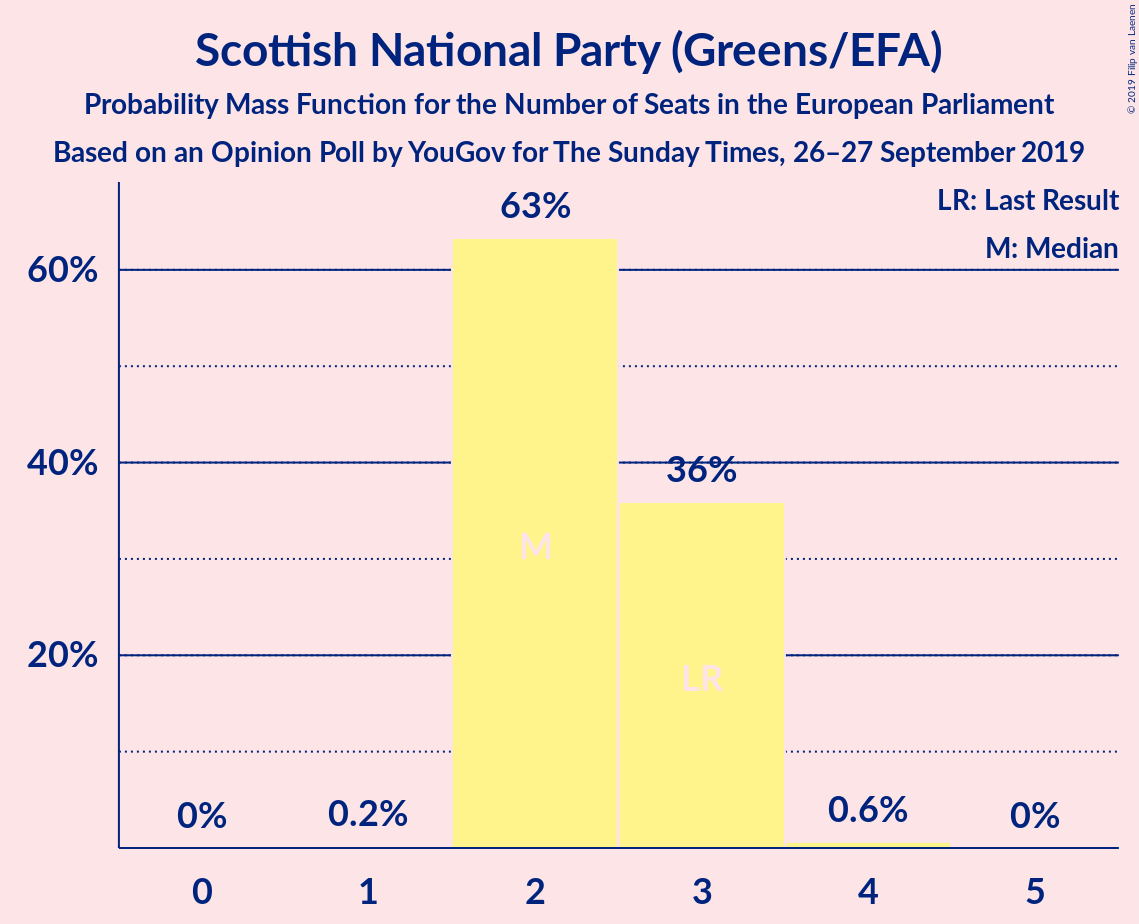 Scottish National Party (Greens/EFA)
Probability Mass Function for the Number of Seats in the European Parliament
Based on an Opinion Poll by YouGov for The Sunday Times, 26–27 September 2019
© 2019 Filip van Laenen
LR: Last Result
M: Median
60%
40%
20%
0%
0.2%
63%
36%
0.6%
0%
M
LR
0 1 2 3 4 5